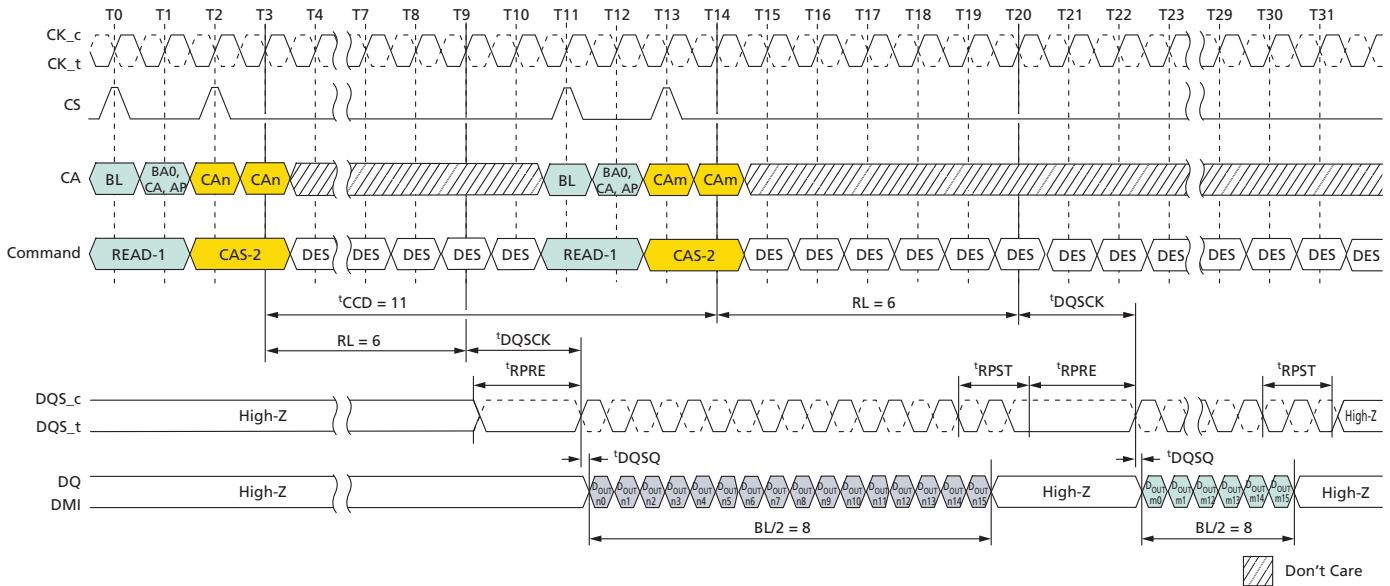 T0 T1 T2 T3 T4 T7 T8 T9 T10 T11 T12 T13 T14 T15 T16 T17 T18 T19 T20 T21 T22 T23 T29 T30 T31
CK_c
CK_t
CS
CA BL BA0, CA, AP CAn CAn BL BA0, CA, AP CAm CAm
Command READ-1 CAS-2 DES DES DES DES DES READ-1 CAS-2 DES DES DES DES DES DES DES DES DES DES DES DES DES
tCCD = 11 RL = 6 tDQSCK
RL = 6 tDQSCK
tRPRE tRPST tRPRE tRPST
DQS_c
DQS_t
High-Z High-Z
tDQSQ tDQSQ
DQ
DMI
High-Z DOUT n0 DOUT n1 DOUT n2 DOUT n3 DOUT n4 DOUT n5 DOUT n6 DOUT n7 DOUT n8 DOUT n9 DOUT n10 DOUT n11 DOUT n12 DOUT n13 DOUT n14 DOUT n15 High-Z DOUT m0 DOUT m1 DOUT m12 DOUT m13 DOUT m14 DOUT m15 High-Z
BL/2 = 8 BL/2 = 8
Don't Care